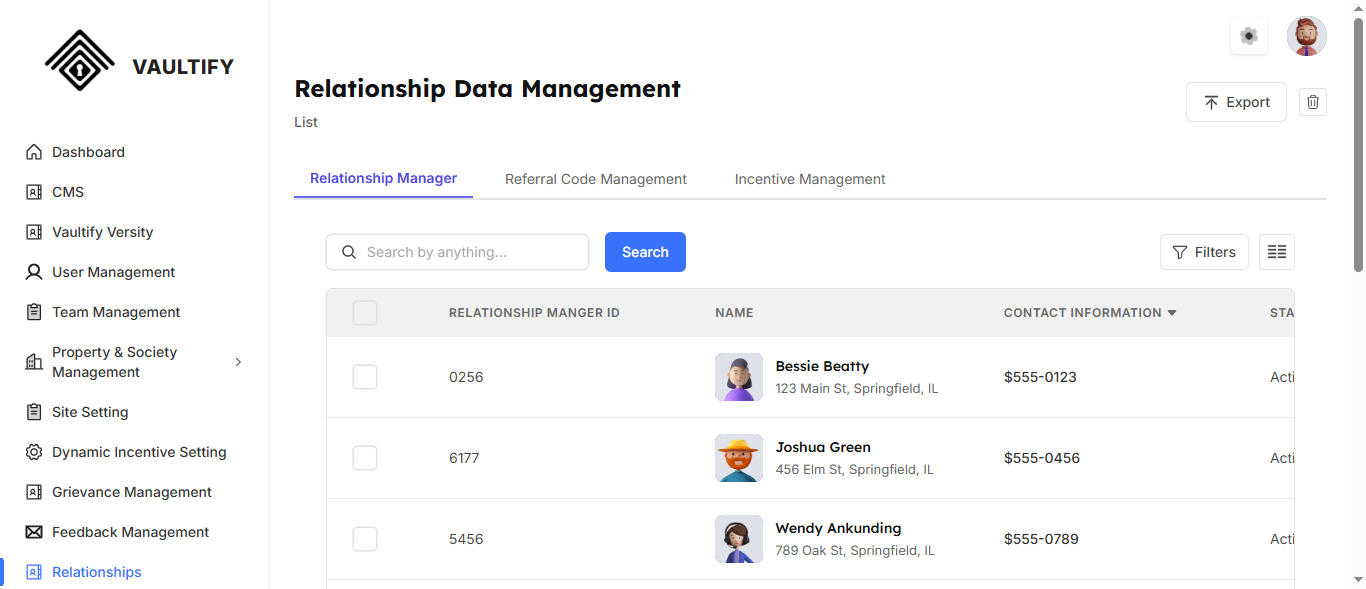 VAULTIFY
Dashboard
CMS
Vaultify Versity
User Management
Team Management
Property & Society
Management
Site Setting
Dynamic Incentive Setting
Grievance Management
Feedback Management
Relationships
Relationship Data Management
List
Export
Relationship Manager
Referral Code Management
Incentive Management
Search by anything...
Search
Filters
RELATIONSHIP MANGER ID
NAME
CONTACT INFORMATION
STA
0256
Bessie Beatty
123 Main St, Springfield, IL
$555-0123
Acti
6177
Joshua Green
456 Elm St, Springfield, IL
$555-0456
Acti
5456
Wendy Ankunding
789 Oak St, Springfield, IL
$555-0789
Acti